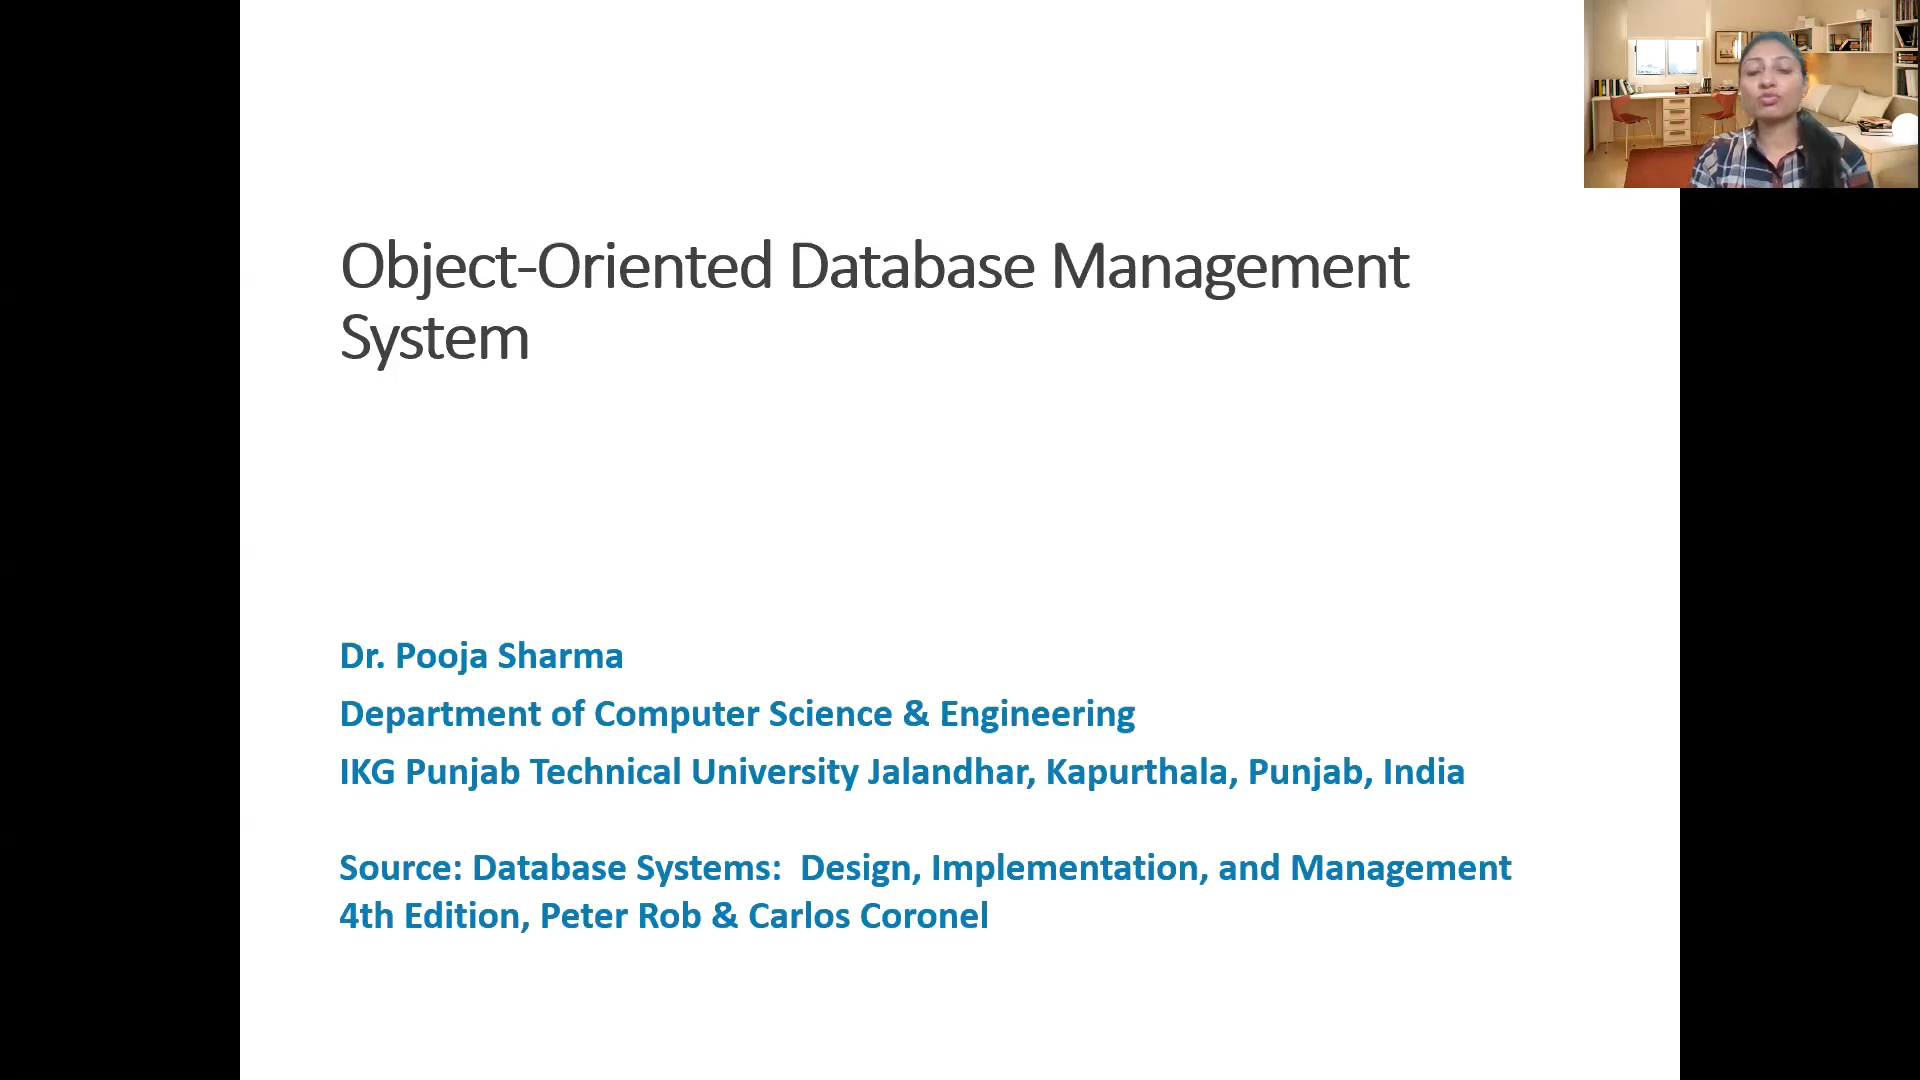 Object-Oriented Database Management
System
Dr. Pooja Sharma
Department of Computer Science & Engineering
IKG Punjab Technical University Jalandhar, Kapurthala, Punjab, India
Source: Database Systems:  Design, Implementation, and Management
4th Edition, Peter Rob & Carlos Coronel